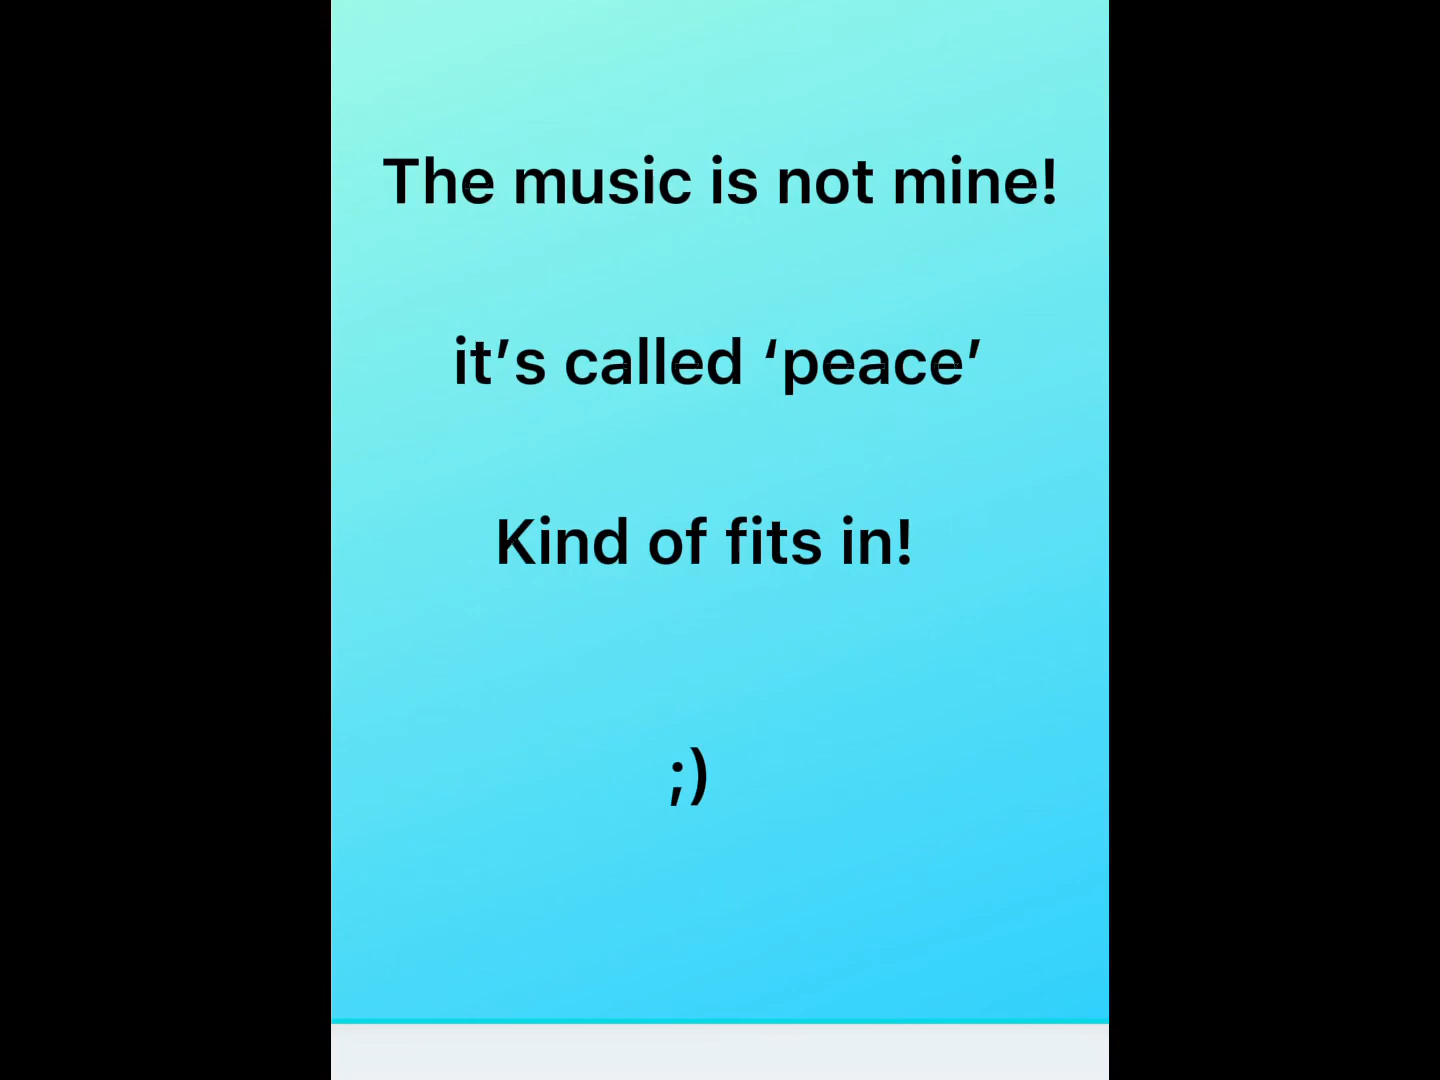 The music is not mine!
it’s called ‘peace’
Kind of fits in!
;)